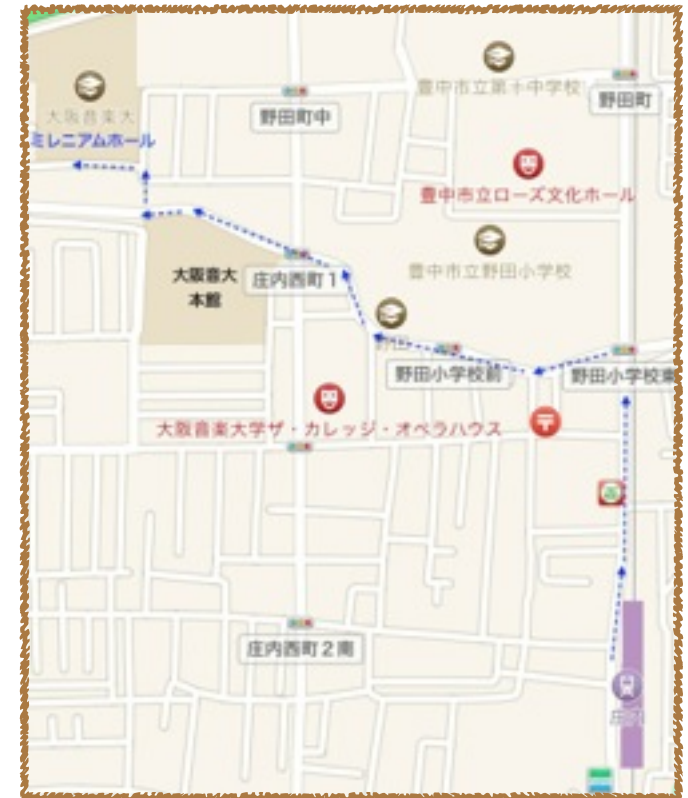 豊中市立第十中学校
野田町
大阪音楽大
野田町中
ミレニアムホール
豊中市立ローズ文化ホール
豊中市立野田小学校
大阪音大
本館
庄内西町1
野田
野田小学校前
野田小学校東
大阪音楽大学ザ・カレッジ・オペラハウス
庄内西町2南
庄内